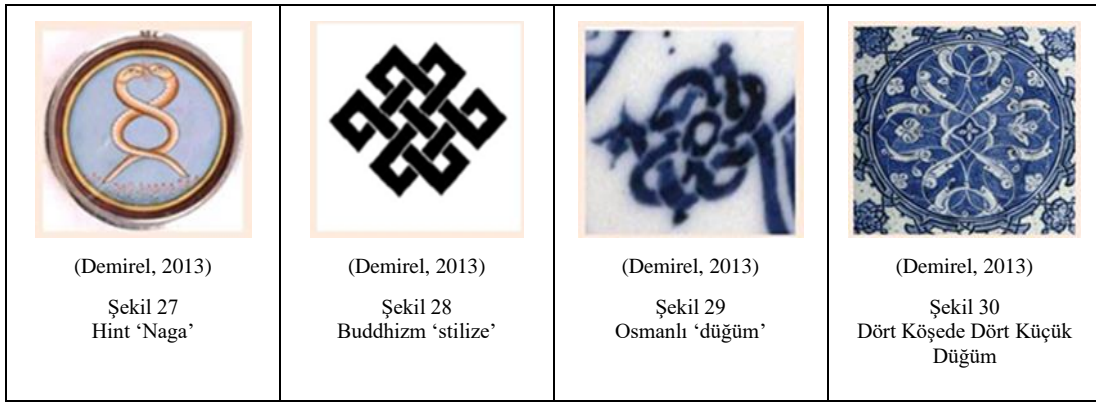 (Demirel, 2013)
Şekil 27
Hint ‘Naga’
(Demirel, 2013)
Şekil 28
Buddhizm ‘stilize’
(Demirel, 2013)
Şekil 29
Osmanlı ‘düğüm’
(Demirel, 2013)
Şekil 30
Dört Köşede Dört Küçük
Düğüm